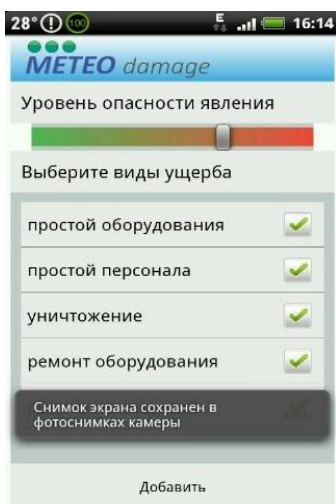 28° 100 E 16:14
METEO damage
Уровень опасности явления
Выберите виды ущерба
простой оборудования
простой персонала
уничтожение
ремонт оборудования
Снимок экрана сохранен в
фотоснимках камеры
Добавить